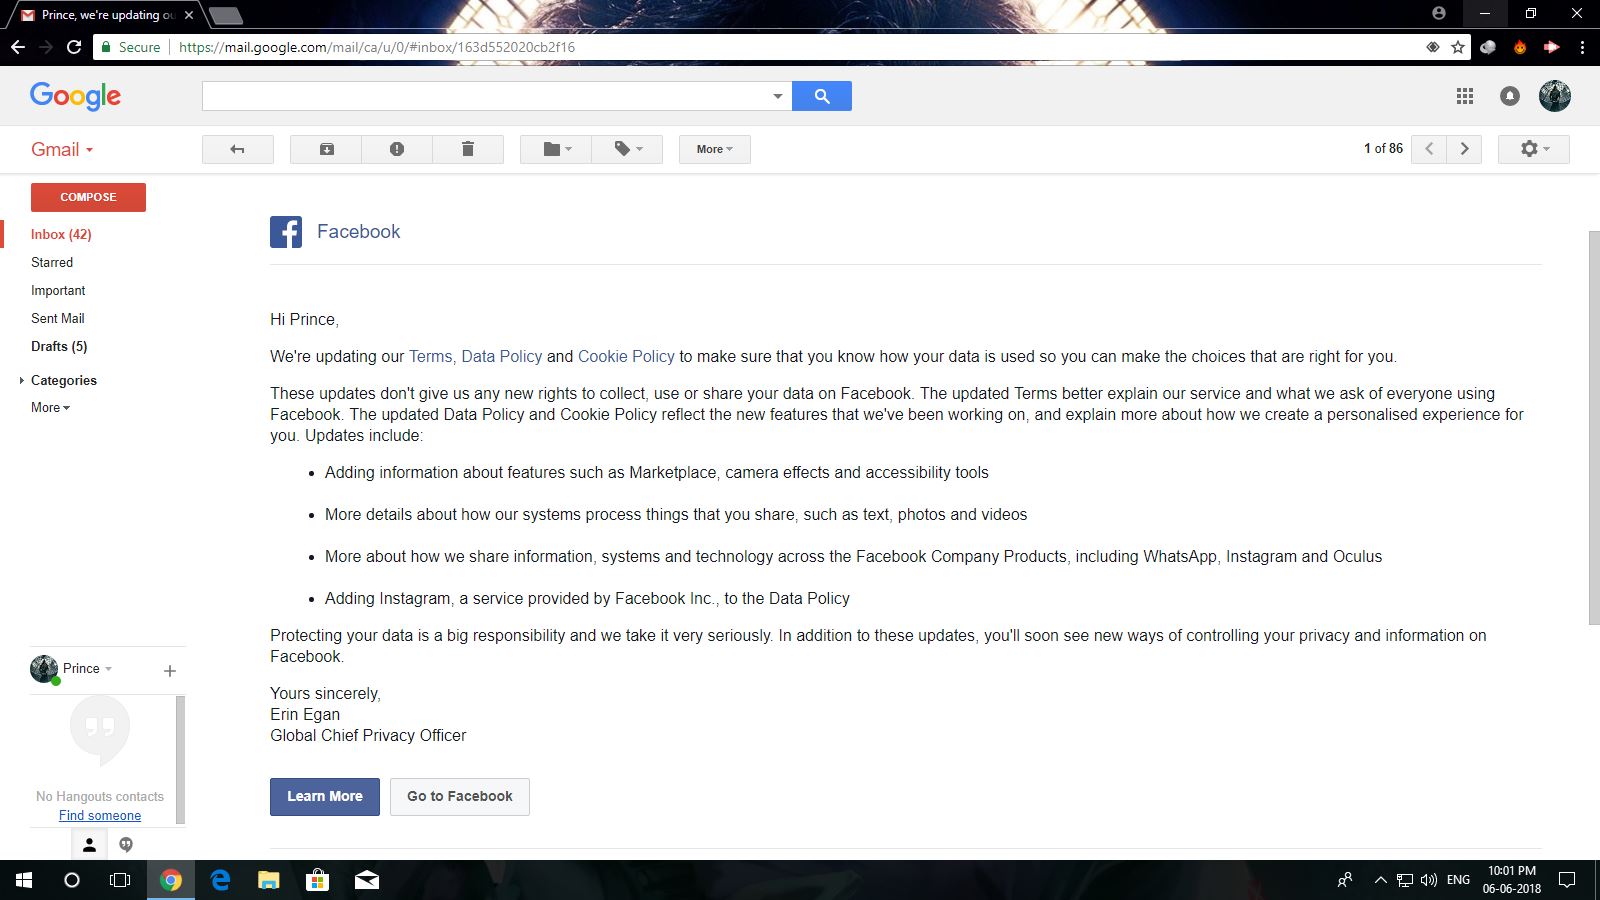 Prince, we're updating ou
Secure
https://mail.google.com/mail/ca/u/0/#inbox/163d552020cb2f16
Google
Gmail
More
1 of 86
COMPOSE
Inbox (42)
Starred
Important
Sent Mail
Drafts (5)
Categories
More
Facebook
Hi Prince,
We're updating our Terms, Data Policy and Cookie Policy to make sure that you know how your data is used so you can make the choices that are right for you.
These updates don't give us any new rights to collect, use or share your data on Facebook. The updated Terms better explain our service and what we ask of everyone using
Facebook. The updated Data Policy and Cookie Policy reflect the new features that we've been working on, and explain more about how we create a personalised experience for
you. Updates include:
• Adding information about features such as Marketplace, camera effects and accessibility tools
• More details about how our systems process things that you share, such as text, photos and videos
• More about how we share information, systems and technology across the Facebook Company Products, including WhatsApp, Instagram and Oculus
• Adding Instagram, a service provided by Facebook Inc., to the Data Policy
Protecting your data is a big responsibility and we take it very seriously. In addition to these updates, you'll soon see new ways of controlling your privacy and information on
Facebook.
Yours sincerely,
Erin Egan
Global Chief Privacy Officer
Learn More
Go to Facebook
Prince
No Hangouts contacts
Find someone
ENG
10:01 PM
06-06-2018